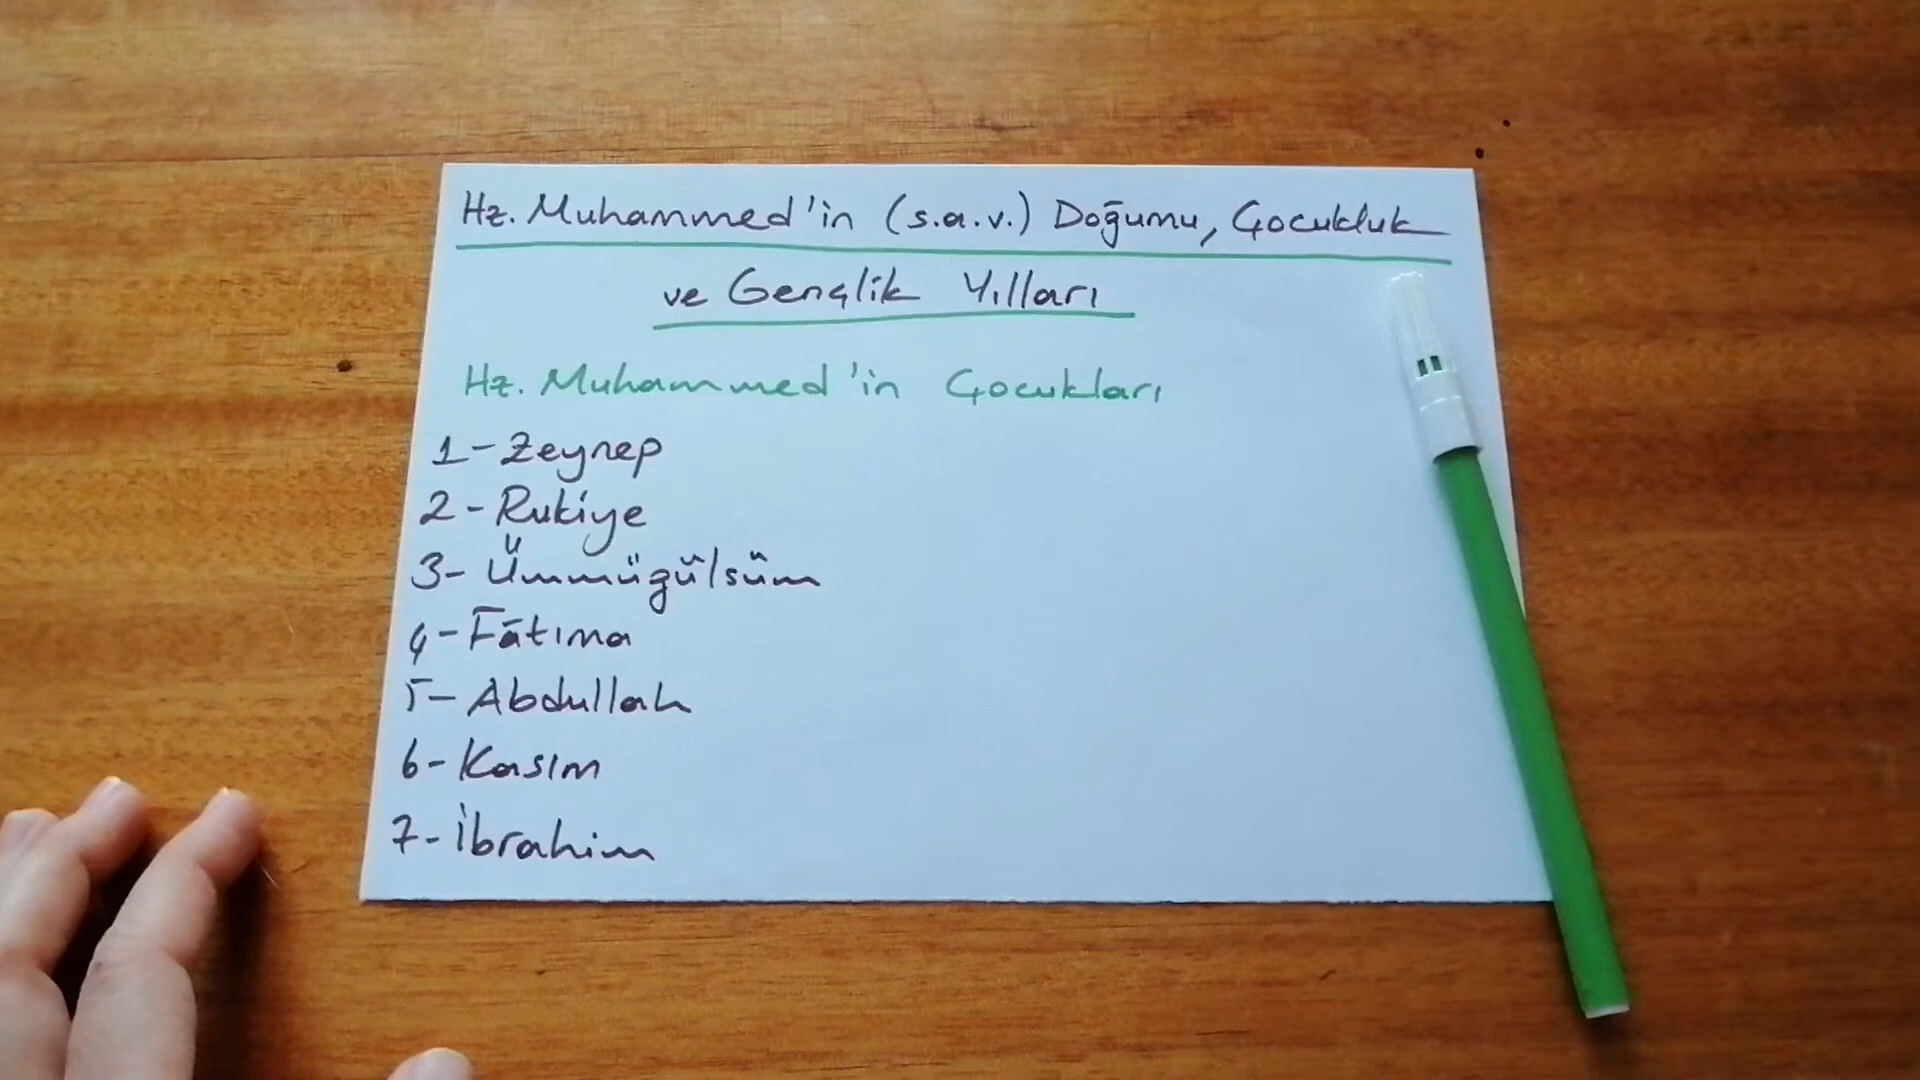 Hz. Muhammed'in (s.a.v.) Doğumu, Çocukluk
ve Gençlik Yılları
Hz. Muhammed'in Çocukları
1- Zeynep
2- Rukiye
3- Ümmügülsüm
4- Fātıma
5- Abdullah
6- Kasım
7- İbrahim